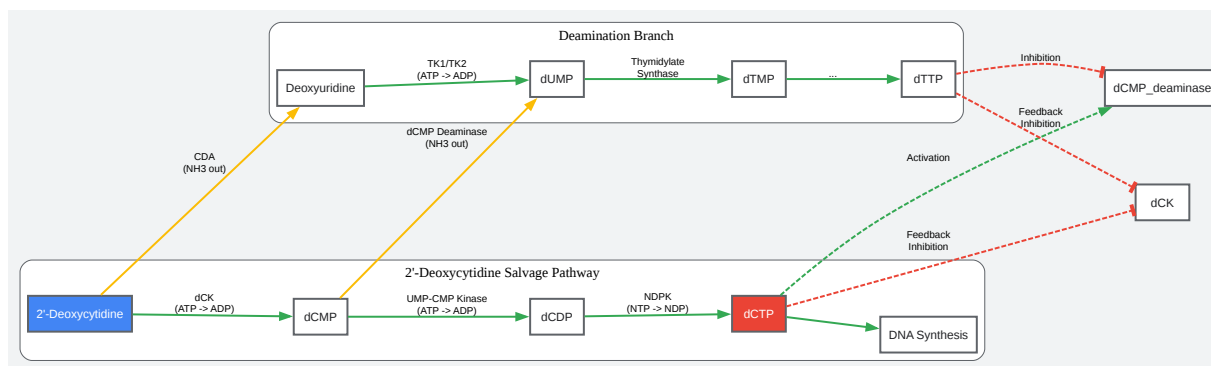 Deamination Branch
Deoxyuridine
TK1/TK2
(ATP -> ADP)
dUMP
Thymidylate
Synthase
dTMP
...
dTTP
Inhibition
dCMP_deaminase
Feedback
Inhibition
dCMP Deaminase
(NH3 out)
CDA
(NH3 out)
Activation
dCK
Feedback
Inhibition
2'-Deoxycytidine Salvage Pathway
2'-Deoxycytidine
dCK
(ATP -> ADP)
dCMP
UMP-CMP Kinase
(ATP -> ADP)
dCDP
NDPK
(NTP -> NDP)
dCTP
DNA Synthesis